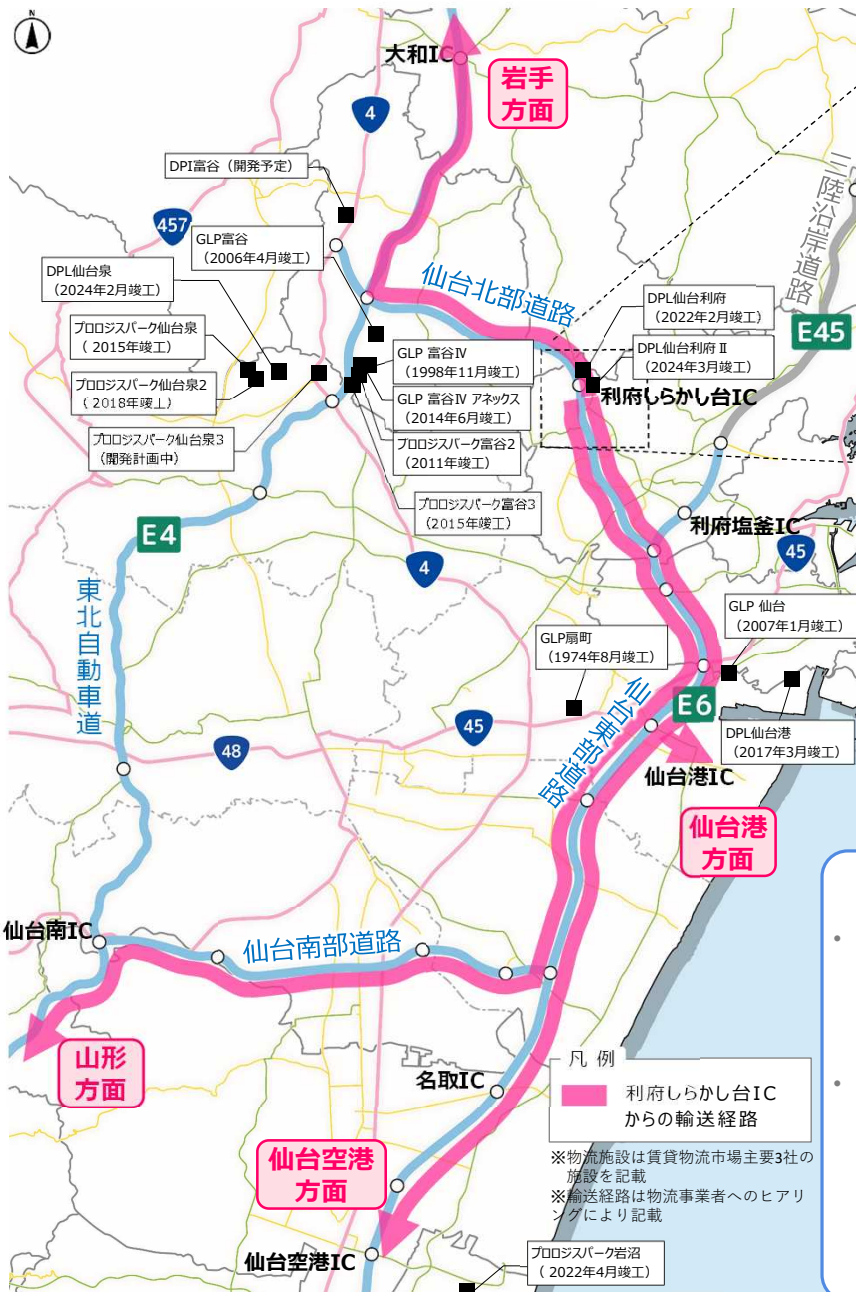 N
大和IC
岩手
方面
4
DPI富谷（開発予定）
457
GLP富谷
（2006年4月竣工）
三陸沿岸道路
仙台北部道路
DPL仙台泉
（2024年2月竣工）
DPL仙台利府
（2022年2月竣工）
E45
プロロジスパーク仙台泉
（ 2015年竣工）
GLP 富谷Ⅳ
（1998年11月竣工）
DPL仙台利府Ⅱ
（2024年3月竣工）
プロロジスパーク仙台泉2
（ 2018年竣工）
GLP 富谷Ⅳ アネックス
（2014年6月竣工）
利府しらかし台IC
プロロジスパーク仙台泉3
（開発計画中）
プロロジスパーク富谷2
（2011年竣工）
プロロジスパーク富谷3
（2015年竣工）
E4
利府塩釜IC
45
4
東北自動車道
GLP 仙台
（2007年1月竣工）
GLP扇町
（1974年8月竣工）
仙台東部道路
E6
45
48
DPL仙台港
（2017年3月竣工）
仙台港IC
仙台港
方面
仙台南IC
仙台南部道路
山形
方面
名取IC
凡 例
利府しらかし台IC
からの輸送経路
仙台空港
方面
※物流施設は賃貸物流市場主要3社の
施設を記載
※輸送経路は物流事業者へのヒアリ
ングにより記載
仙台空港IC
プロロジスパーク岩沼
（ 2022年4月竣工）